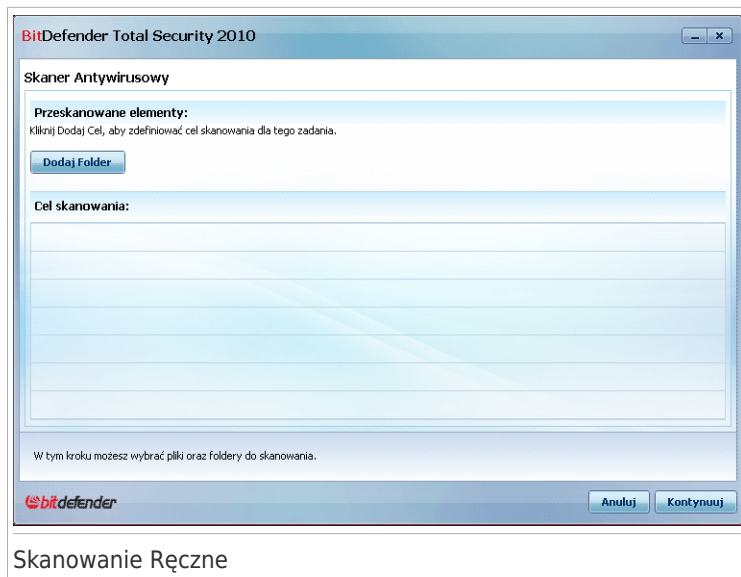 BitDefender Total Security 2010
Skaner Antywirusowy
Przeskanowane elementy:
Kliknij Dodaj Cel, aby zdefiniować cel skanowania dla tego zadania.
Dodaj Folder
Cel skanowania:
W tym kroku możesz wybrać pliki oraz foldery do skanowania.
bitdefender
Anuluj Kontynuuj
Skanowanie Ręczne